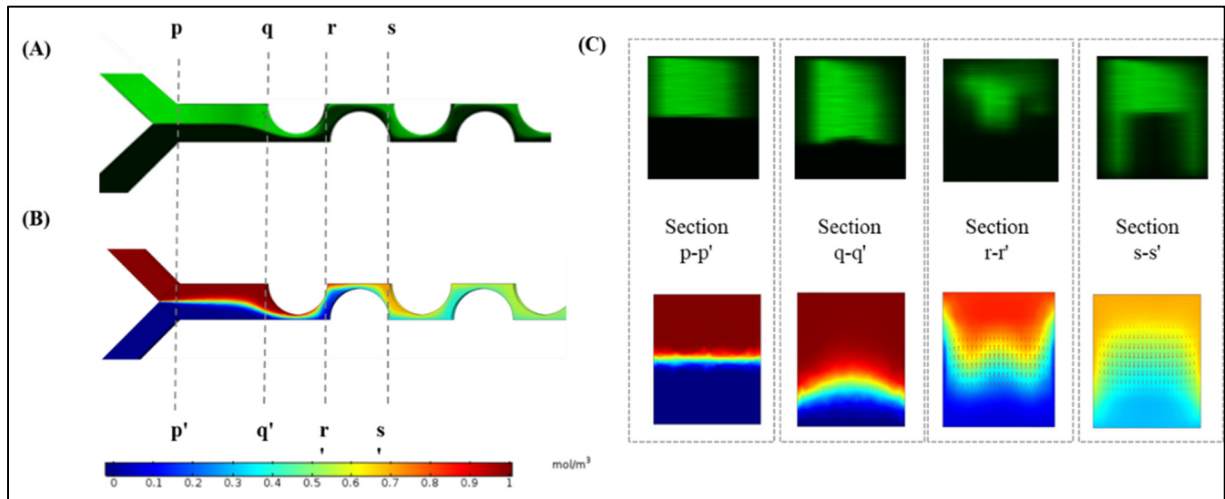 p q r s
(A)
(B)
p' q' r' s'
mol/m³
0 0.1 0.2 0.3 0.4 0.5 0.6 0.7 0.8 0.9 1
(C)
Section Section Section Section
p-p' q-q' r-r' s-s'